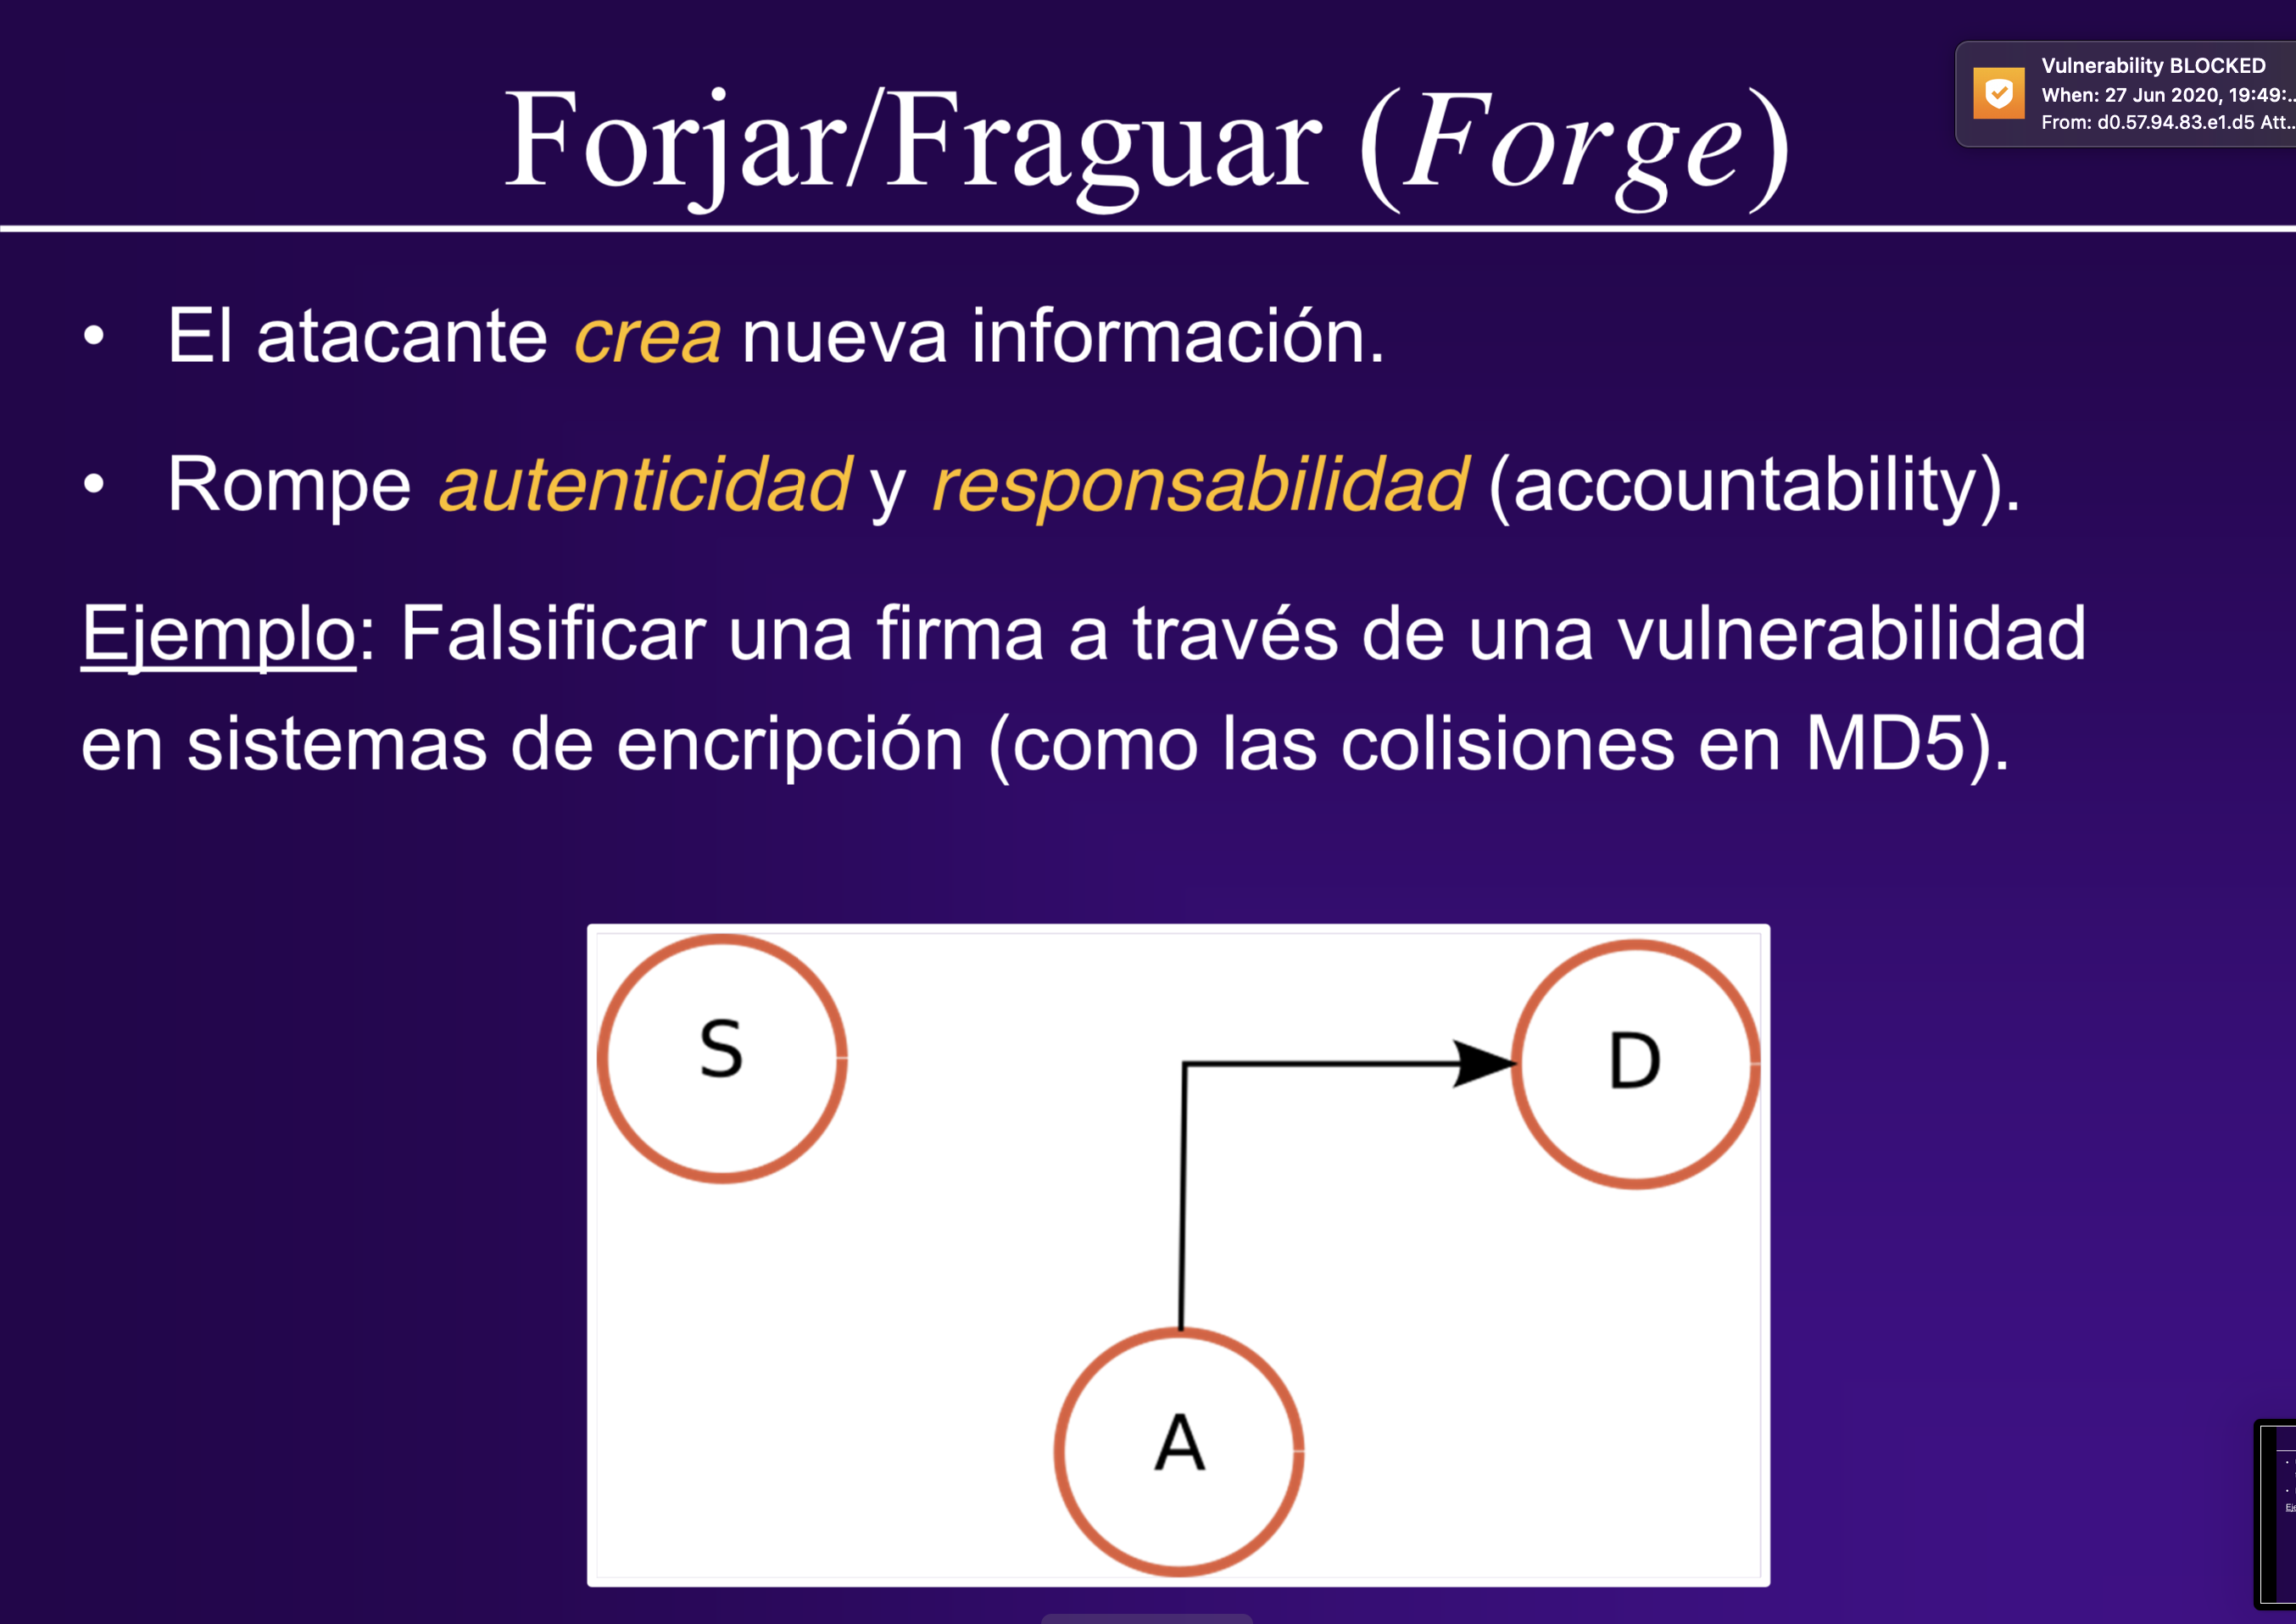 Forjar/Fraguar (Forge)
Vulnerability BLOCKED
When: 27 Jun 2020, 19:49:...
From: d0.57.94.83.e1.d5 Att...
• El atacante crea nueva información.
• Rompe autenticidad y responsabilidad (accountability).
Ejemplo: Falsificar una firma a través de una vulnerabilidad
en sistemas de encripción (como las colisiones en MD5).
S
D
A